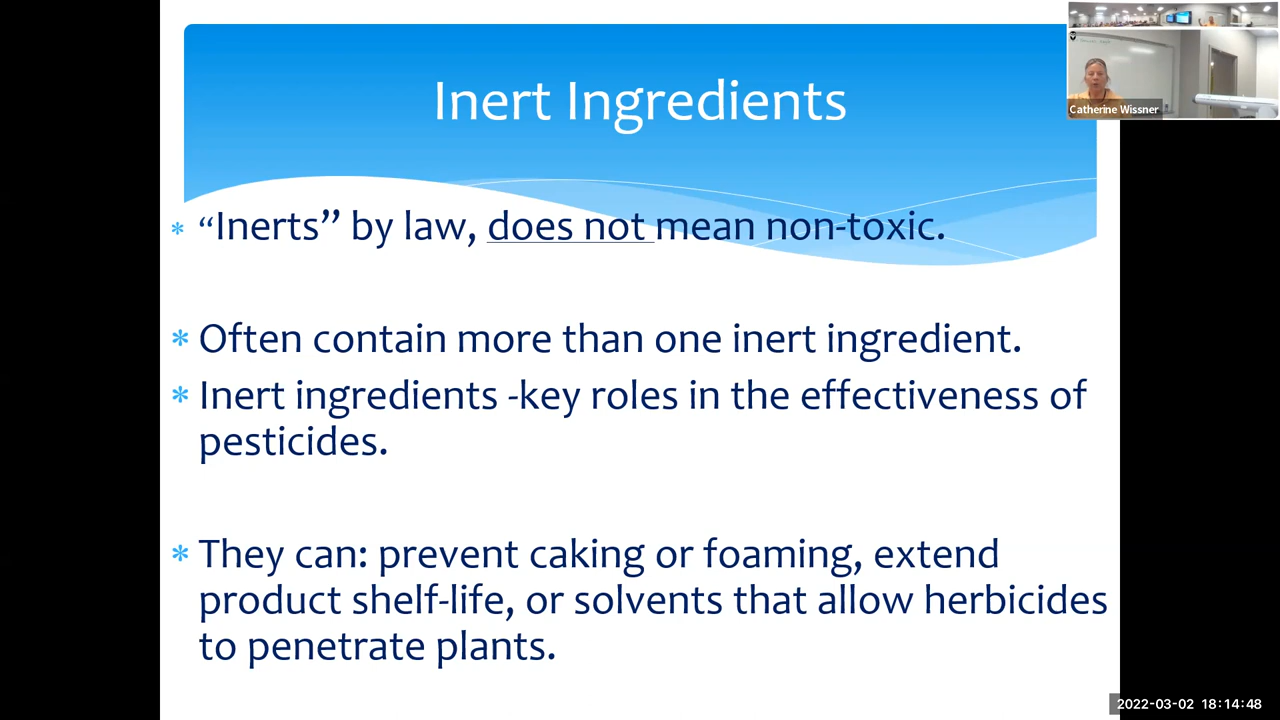 Inert Ingredients
Catherine Wissner
* “Inerts” by law, does not mean non-toxic.
* Often contain more than one inert ingredient.
* Inert ingredients -key roles in the effectiveness of
pesticides.
* They can: prevent caking or foaming, extend
product shelf-life, or solvents that allow herbicides
to penetrate plants.
2022-03-02 18:14:48